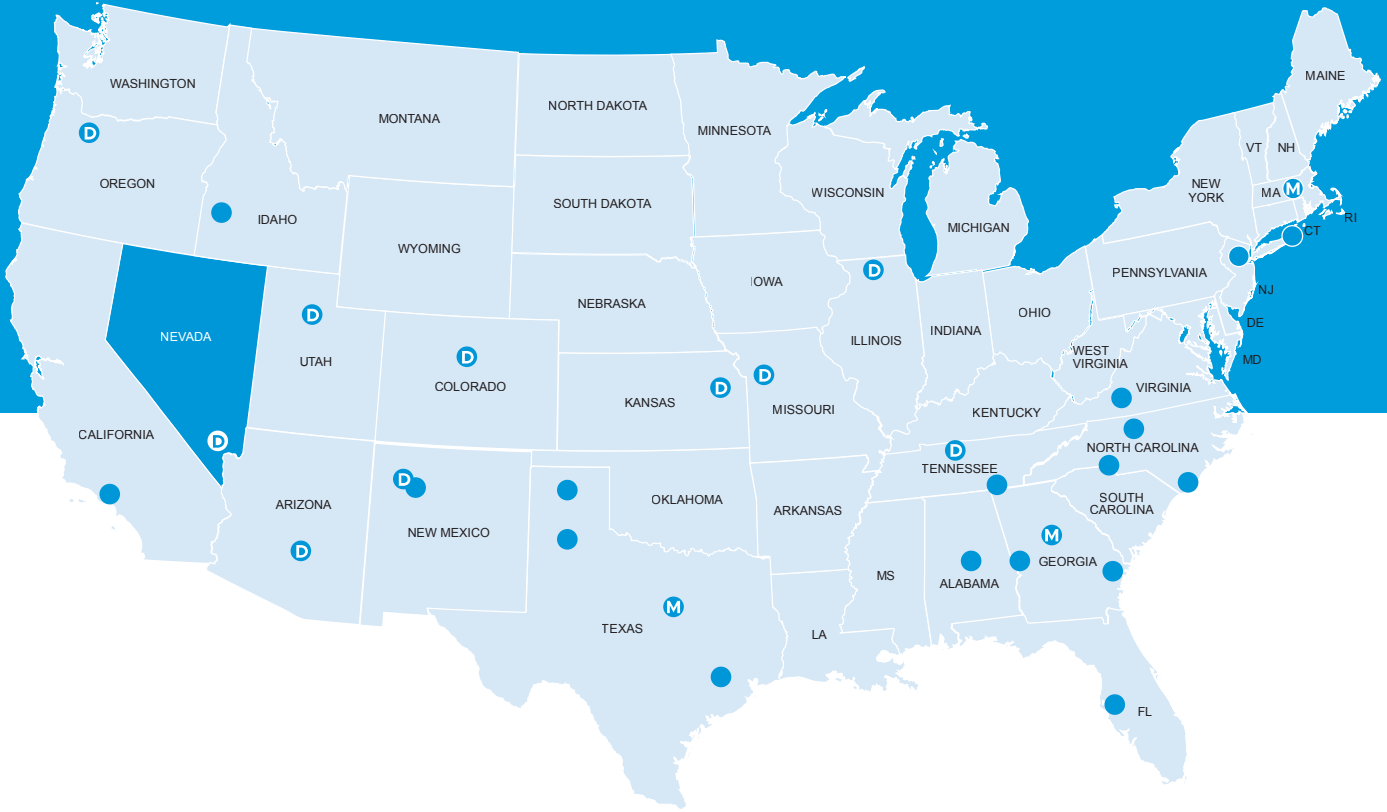 WASHINGTON
MONTANA
NORTH DAKOTA
MINNESOTA
MAINE
D
OREGON
IDAHO
WYOMING
SOUTH DAKOTA
WISCONSIN
MICHIGAN
NEW
YORK
VT
NH
MA
M
RI
CT
NEVADA
D
UTAH
D
COLORADO
NEBRASKA
IOWA
D
ILLINOIS
INDIANA
OHIO
PENNSYLVANIA
NJ
DE
MD
WEST
VIRGINIA
VIRGINIA
KANSAS
D
D
MISSOURI
KENTUCKY
CALIFORNIA
D
ARIZONA
D
D
NEW MEXICO
OKLAHOMA
ARKANSAS
D
TENNESSEE
NORTH CAROLINA
SOUTH
CAROLINA
M
TEXAS
LA
MS
ALABAMA
M
GEORGIA
FL